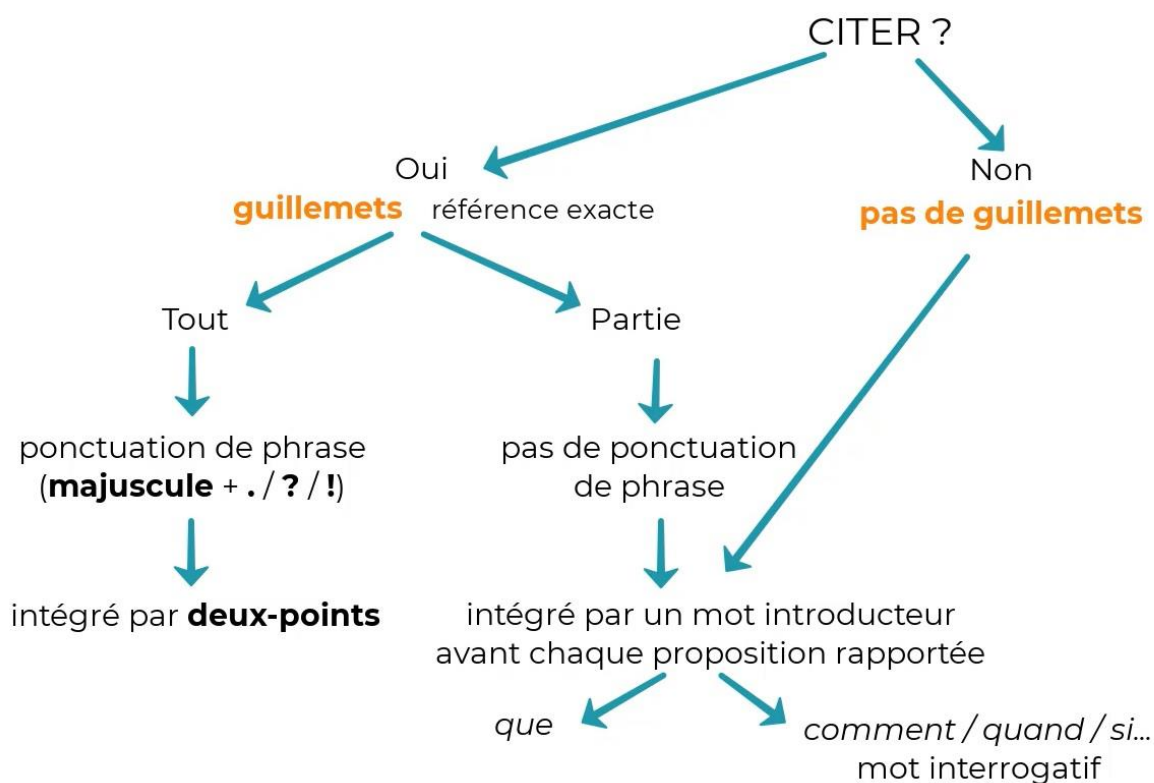 CITER ?
Oui
guillemets référence exacte
Non
pas de guillemets
Tout
Partie
ponctuation de phrase
(majuscule + . / ? / !)
pas de ponctuation
de phrase
intégré par deux-points
intégré par un mot introducteur
avant chaque proposition rapportée
que
comment / quand / si...
mot interrogatif